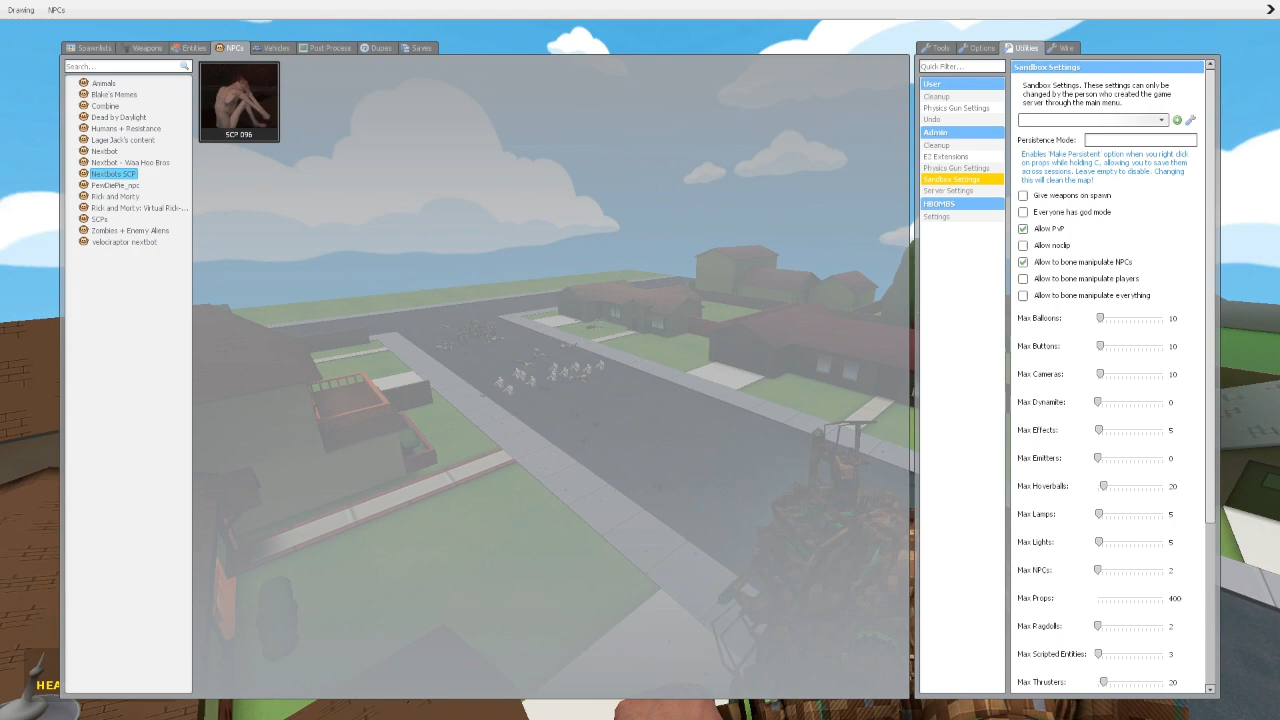 Drawing NPCs
Spawnlists Weapons Entities NPCs Vehicles Post Process Dupes Saves
Search...
Animals
Blake's Memes
Combine
Dead by Daylight
Humans + Resistance
LagerJack's content
Nextbot
Nextbot - Waa Hoo Bros
Nextbots SCP
PewDiePie_npc
Rick and Morty
Rick and Morty: Virtual Rick-...
SCPs
Zombies + Enemy Aliens
velociraptor nextbot
SCP 096
HEA
Tools Options Utilities Wire
Quick Filter...
User
Cleanup
Physics Gun Settings
Undo
Admin
Cleanup
E2 Extensions
Physics Gun Settings
Sandbox Settings
Server Settings
HBOMBS
Settings
Sandbox Settings
Sandbox Settings. These settings can only be
changed by the person who created the game
server through the main menu.
Persistence Mode:
Enables 'Make Persistent' option when you right click
on props while holding C, allowing you to save them
across sessions. Leave empty to disable. Changing
this will clean the map!
Give weapons on spawn
Everyone has god mode
Allow PvP
Allow noclip
Allow to bone manipulate NPCs
Allow to bone manipulate players
Allow to bone manipulate everything
Max Balloons: 10
Max Buttons: 10
Max Cameras: 10
Max Dynamite: 0
Max Effects: 5
Max Emitters: 0
Max Hoverballs: 20
Max Lamps: 5
Max Lights: 5
Max NPCs: 2
Max Props: 400
Max Ragdolls: 2
Max Scripted Entities: 3
Max Thrusters: 20